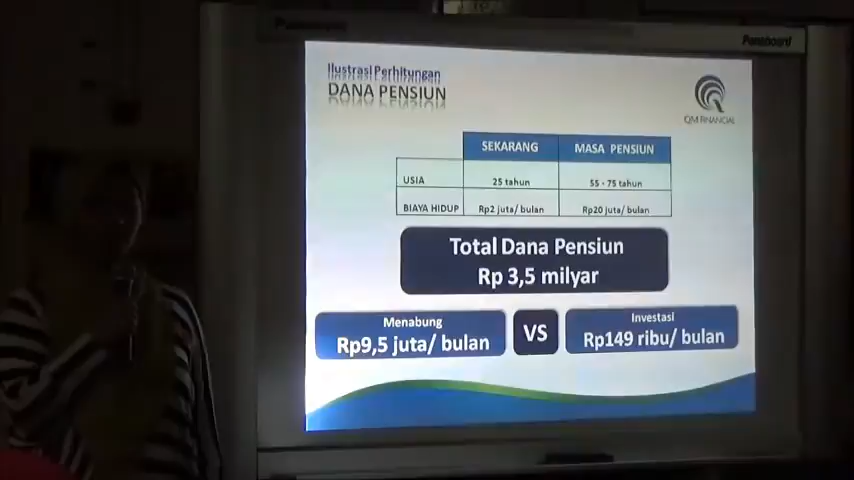 Panaboard
Ilustrasi Perhitungan
DANA PENSIUN
QM FINANCIAL
SEKARANG MASA PENSIUN
USIA 25 tahun 55 - 75 tahun
BIAYA HIDUP Rp2 juta/ bulan Rp20 juta/ bulan
Total Dana Pensiun
Rp 3,5 milyar
Menabung
Rp9,5 juta/ bulan
VS
Investasi
Rp149 ribu/ bulan